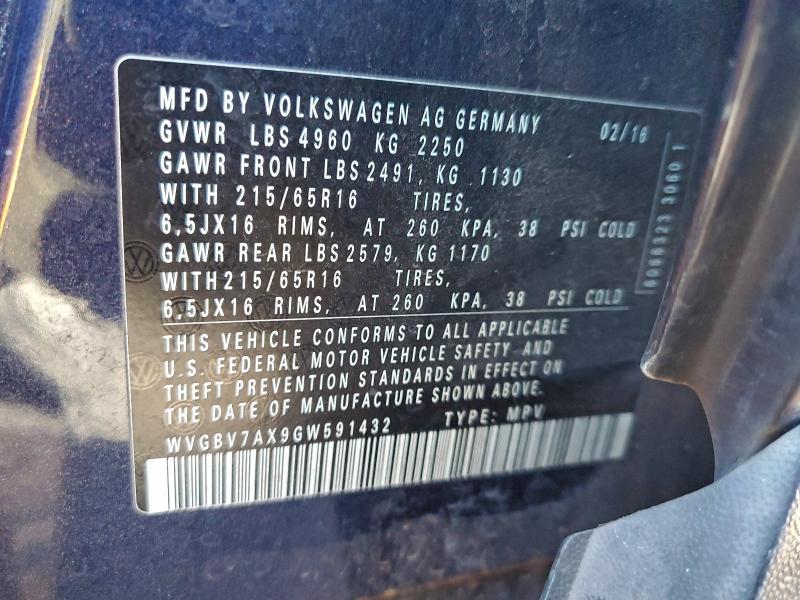 MFD BY VOLKSWAGEN AG GERMANY 02/16
GVWR LBS 4960 KG 2250
GAWR FRONT LBS 2491, KG 1130
WITH 215/65R16 TIRES,
6,5JX16 RIMS, AT 260 KPA, 38 PSI COLD
GAWR REAR LBS 2579, KG 1170
WITH 215/65R16 TIRES,
6,5JX16 RIMS, AT 260 KPA, 38 PSI COLD
THIS VEHICLE CONFORMS TO ALL APPLICABLE
U.S. FEDERAL MOTOR VEHICLE SAFETY AND
THEFT PREVENTION STANDARDS IN EFFECT ON
THE DATE OF MANUFACTURE SHOWN ABOVE.
WVGBV7AX9GW591432 TYPE: MPV